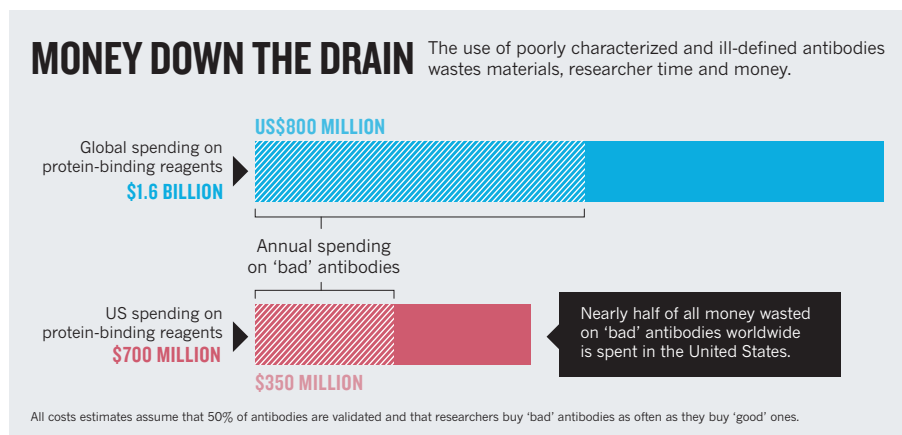 MONEY DOWN THE DRAIN
The use of poorly characterized and ill-defined antibodies
wastes materials, researcher time and money.
US$800 MILLION
Global spending on
protein-binding reagents
$1.6 BILLION
Annual spending
on ‘bad’ antibodies
US spending on
protein-binding reagents
$700 MILLION
Nearly half of all money wasted
on ‘bad’ antibodies worldwide
is spent in the United States.
$350 MILLION
All costs estimates assume that 50% of antibodies are validated and that researchers buy ‘bad’ antibodies as often as they buy ‘good’ ones.